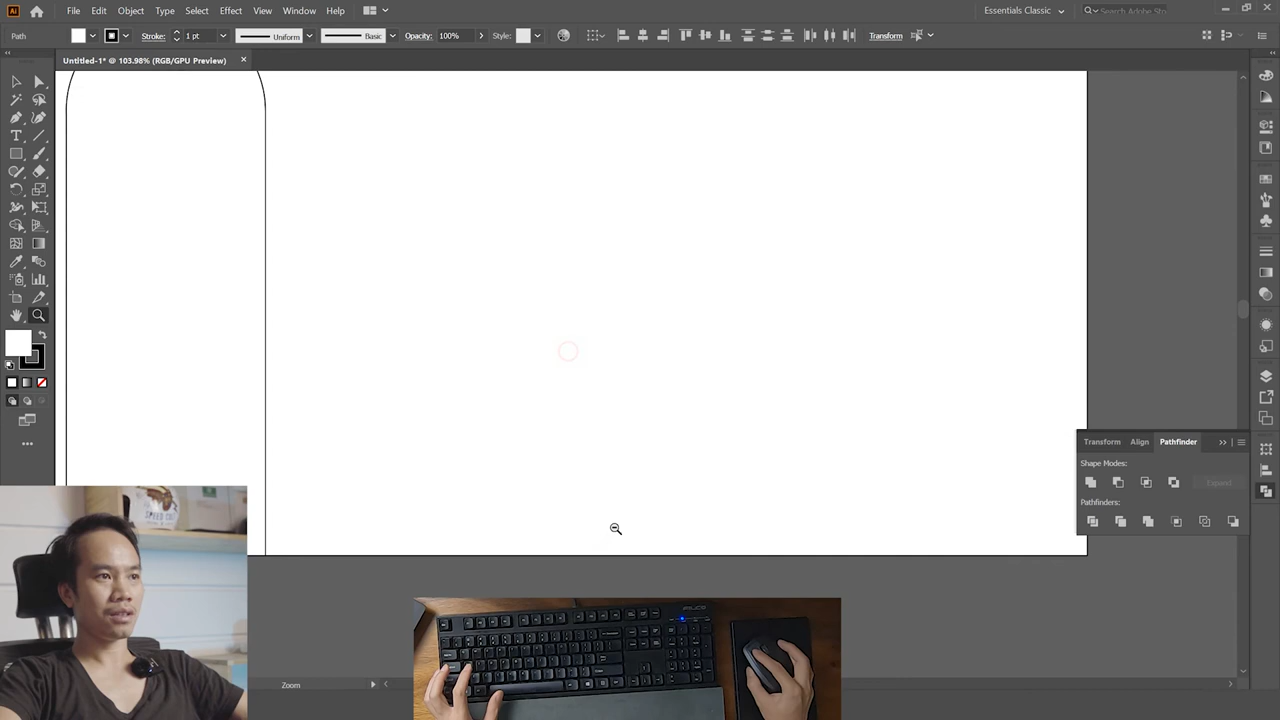 Ai File Edit Object Type Select Effect View Window Help Essentials Classic Search Adobe Sto
Path Stroke: 1 pt Uniform Basic Opacity: 100% Style: Transform
Untitled-1* @ 103.98% (RGB/GPU Preview)
Transform Align Pathfinder
Shape Modes:
Expand
Pathfinders:
SPEED
Zoom